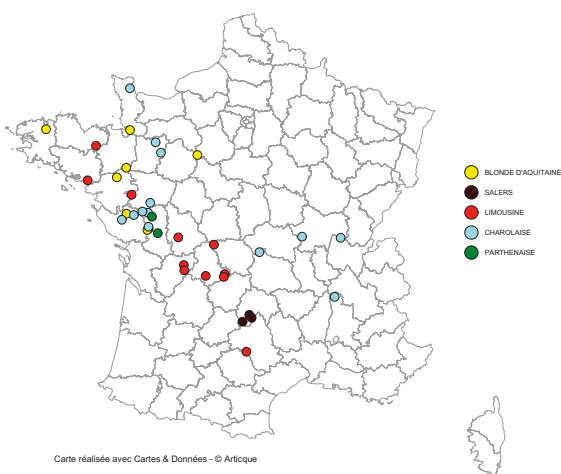 BLONDE D'AQUITAINE
SALERS
LIMOUSINE
CHAROLAISE
PARTHENAISE
Carte réalisée avec Cartes & Données - © Articque